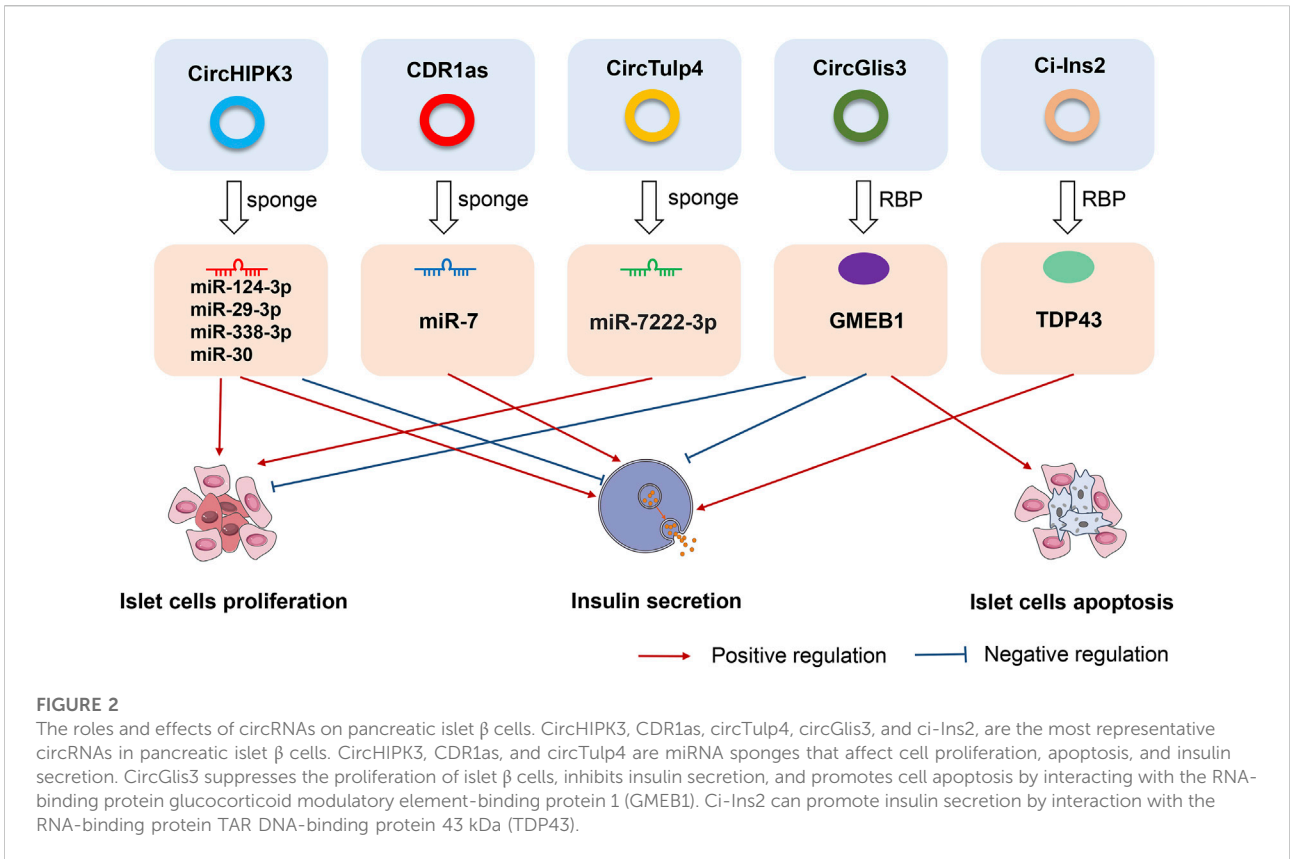 CircHIPK3
CDR1as
CircTulp4
CircGlis3
Ci-Ins2
sponge
sponge
sponge
RBP
RBP
miR-124-3p
miR-29-3p
miR-338-3p
miR-30
miR-7
miR-7222-3p
GMEB1
TDP43
Islet cells proliferation
Insulin secretion
Islet cells apoptosis
Positive regulation
Negative regulation
FIGURE 2
The roles and effects of circRNAs on pancreatic islet β cells. CircHIPK3, CDR1as, circTulp4, circGlis3, and ci-Ins2, are the most representative
circRNAs in pancreatic islet β cells. CircHIPK3, CDR1as, and circTulp4 are miRNA sponges that affect cell proliferation, apoptosis, and insulin
secretion. CircGlis3 suppresses the proliferation of islet β cells, inhibits insulin secretion, and promotes cell apoptosis by interacting with the RNA-
binding protein glucocorticoid modulatory element-binding protein 1 (GMEB1). Ci-Ins2 can promote insulin secretion by interaction with the
RNA-binding protein TAR DNA-binding protein 43 kDa (TDP43).